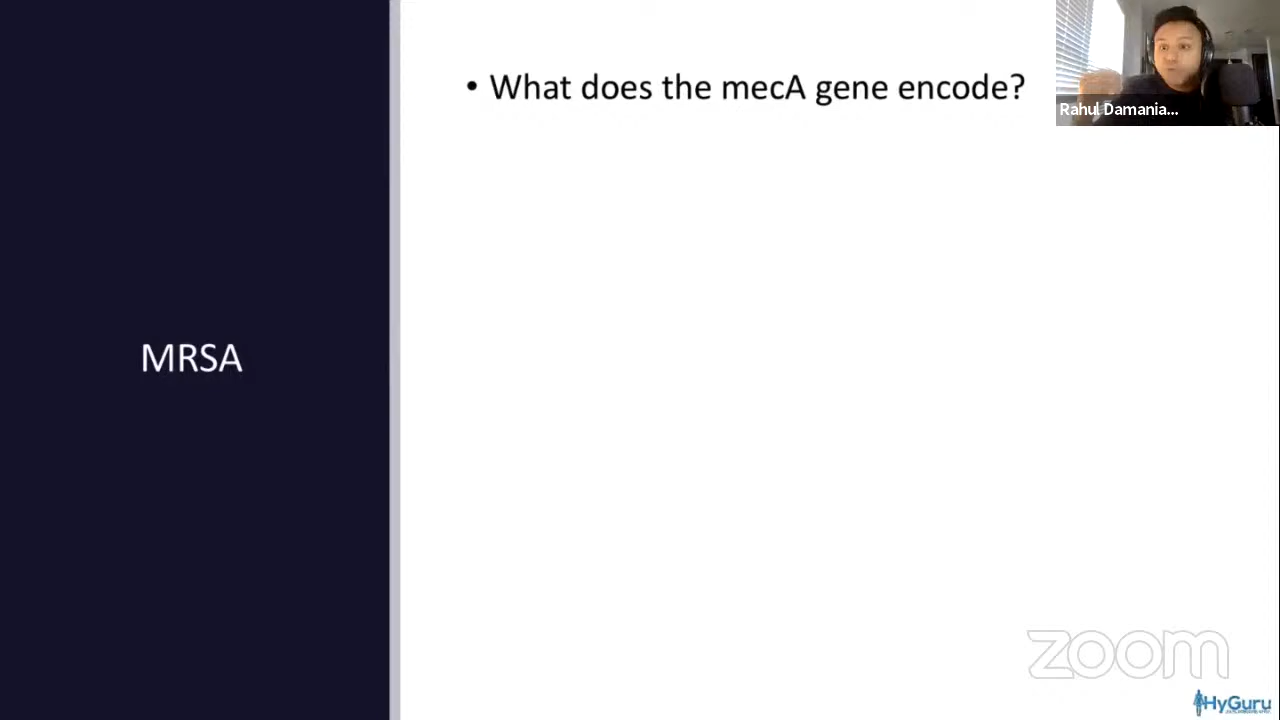 • What does the mecA gene encode?
Rahul Damania...
MRSA
zoom
HyGuru